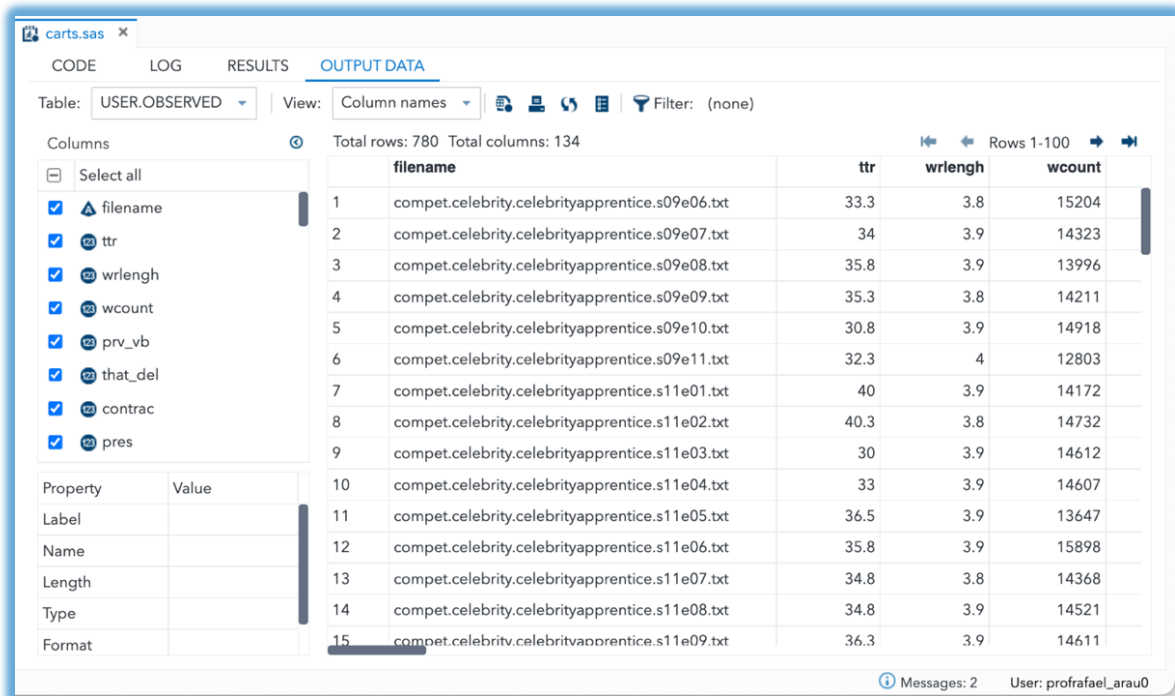 carts.sas ×
CODE LOG RESULTS OUTPUT DATA
Table: USER.OBSERVED View: Column names Filter: (none)
Columns
Select all
filename
ttr
wrlengh
wcount
prv_vb
that_del
contrac
pres
Property Value
Label
Name
Length
Type
Format
Total rows: 780 Total columns: 134 Rows 1-100
filename ttr wrlengh wcount
1 compet.celebrity.celebrityapprentice.s09e06.txt 33.3 3.8 15204
2 compet.celebrity.celebrityapprentice.s09e07.txt 34 3.9 14323
3 compet.celebrity.celebrityapprentice.s09e08.txt 35.8 3.9 13996
4 compet.celebrity.celebrityapprentice.s09e09.txt 35.3 3.8 14211
5 compet.celebrity.celebrityapprentice.s09e10.txt 30.8 3.9 14918
6 compet.celebrity.celebrityapprentice.s09e11.txt 32.3 4 12803
7 compet.celebrity.celebrityapprentice.s11e01.txt 40 3.9 14172
8 compet.celebrity.celebrityapprentice.s11e02.txt 40.3 3.8 14732
9 compet.celebrity.celebrityapprentice.s11e03.txt 30 3.9 14612
10 compet.celebrity.celebrityapprentice.s11e04.txt 33 3.9 14607
11 compet.celebrity.celebrityapprentice.s11e05.txt 36.5 3.9 13647
12 compet.celebrity.celebrityapprentice.s11e06.txt 35.8 3.9 15898
13 compet.celebrity.celebrityapprentice.s11e07.txt 34.8 3.8 14368
14 compet.celebrity.celebrityapprentice.s11e08.txt 34.8 3.9 14521
15 compet.celebrity.celebrityapprentice.s11e09.txt 36.3 3.9 14611
Messages: 2 User: profrafael_arau0